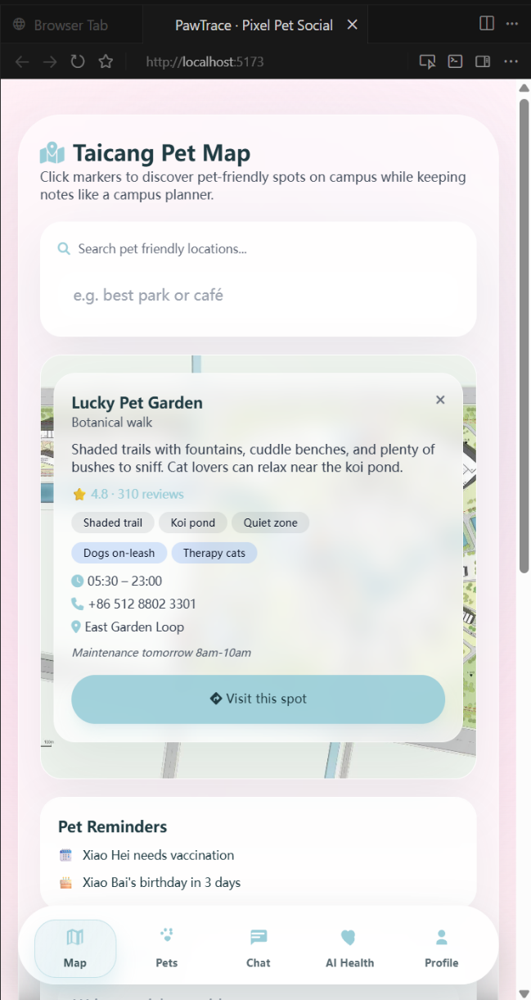 Browser Tab
PawTrace · Pixel Pet Social
http://localhost:5173
Taicang Pet Map
Click markers to discover pet-friendly spots on campus while keeping
notes like a campus planner.
Search pet friendly locations...
e.g. best park or café
Lucky Pet Garden
Botanical walk
Shaded trails with fountains, cuddle benches, and plenty of
bushes to sniff. Cat lovers can relax near the koi pond.
4.8 · 310 reviews
Shaded trail Koi pond Quiet zone
Dogs on-leash Therapy cats
05:30 – 23:00
+86 512 8802 3301
East Garden Loop
Maintenance tomorrow 8am-10am
Visit this spot
Pet Reminders
Xiao Hei needs vaccination
Xiao Bai's birthday in 3 days
Map Pets Chat AI Health Profile